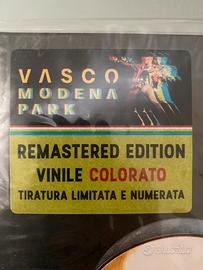 VASCO
MODENA
PARK
REMASTERED EDITION
VINILE COLORATO
TIRATURA LIMITATA E NUMERATA